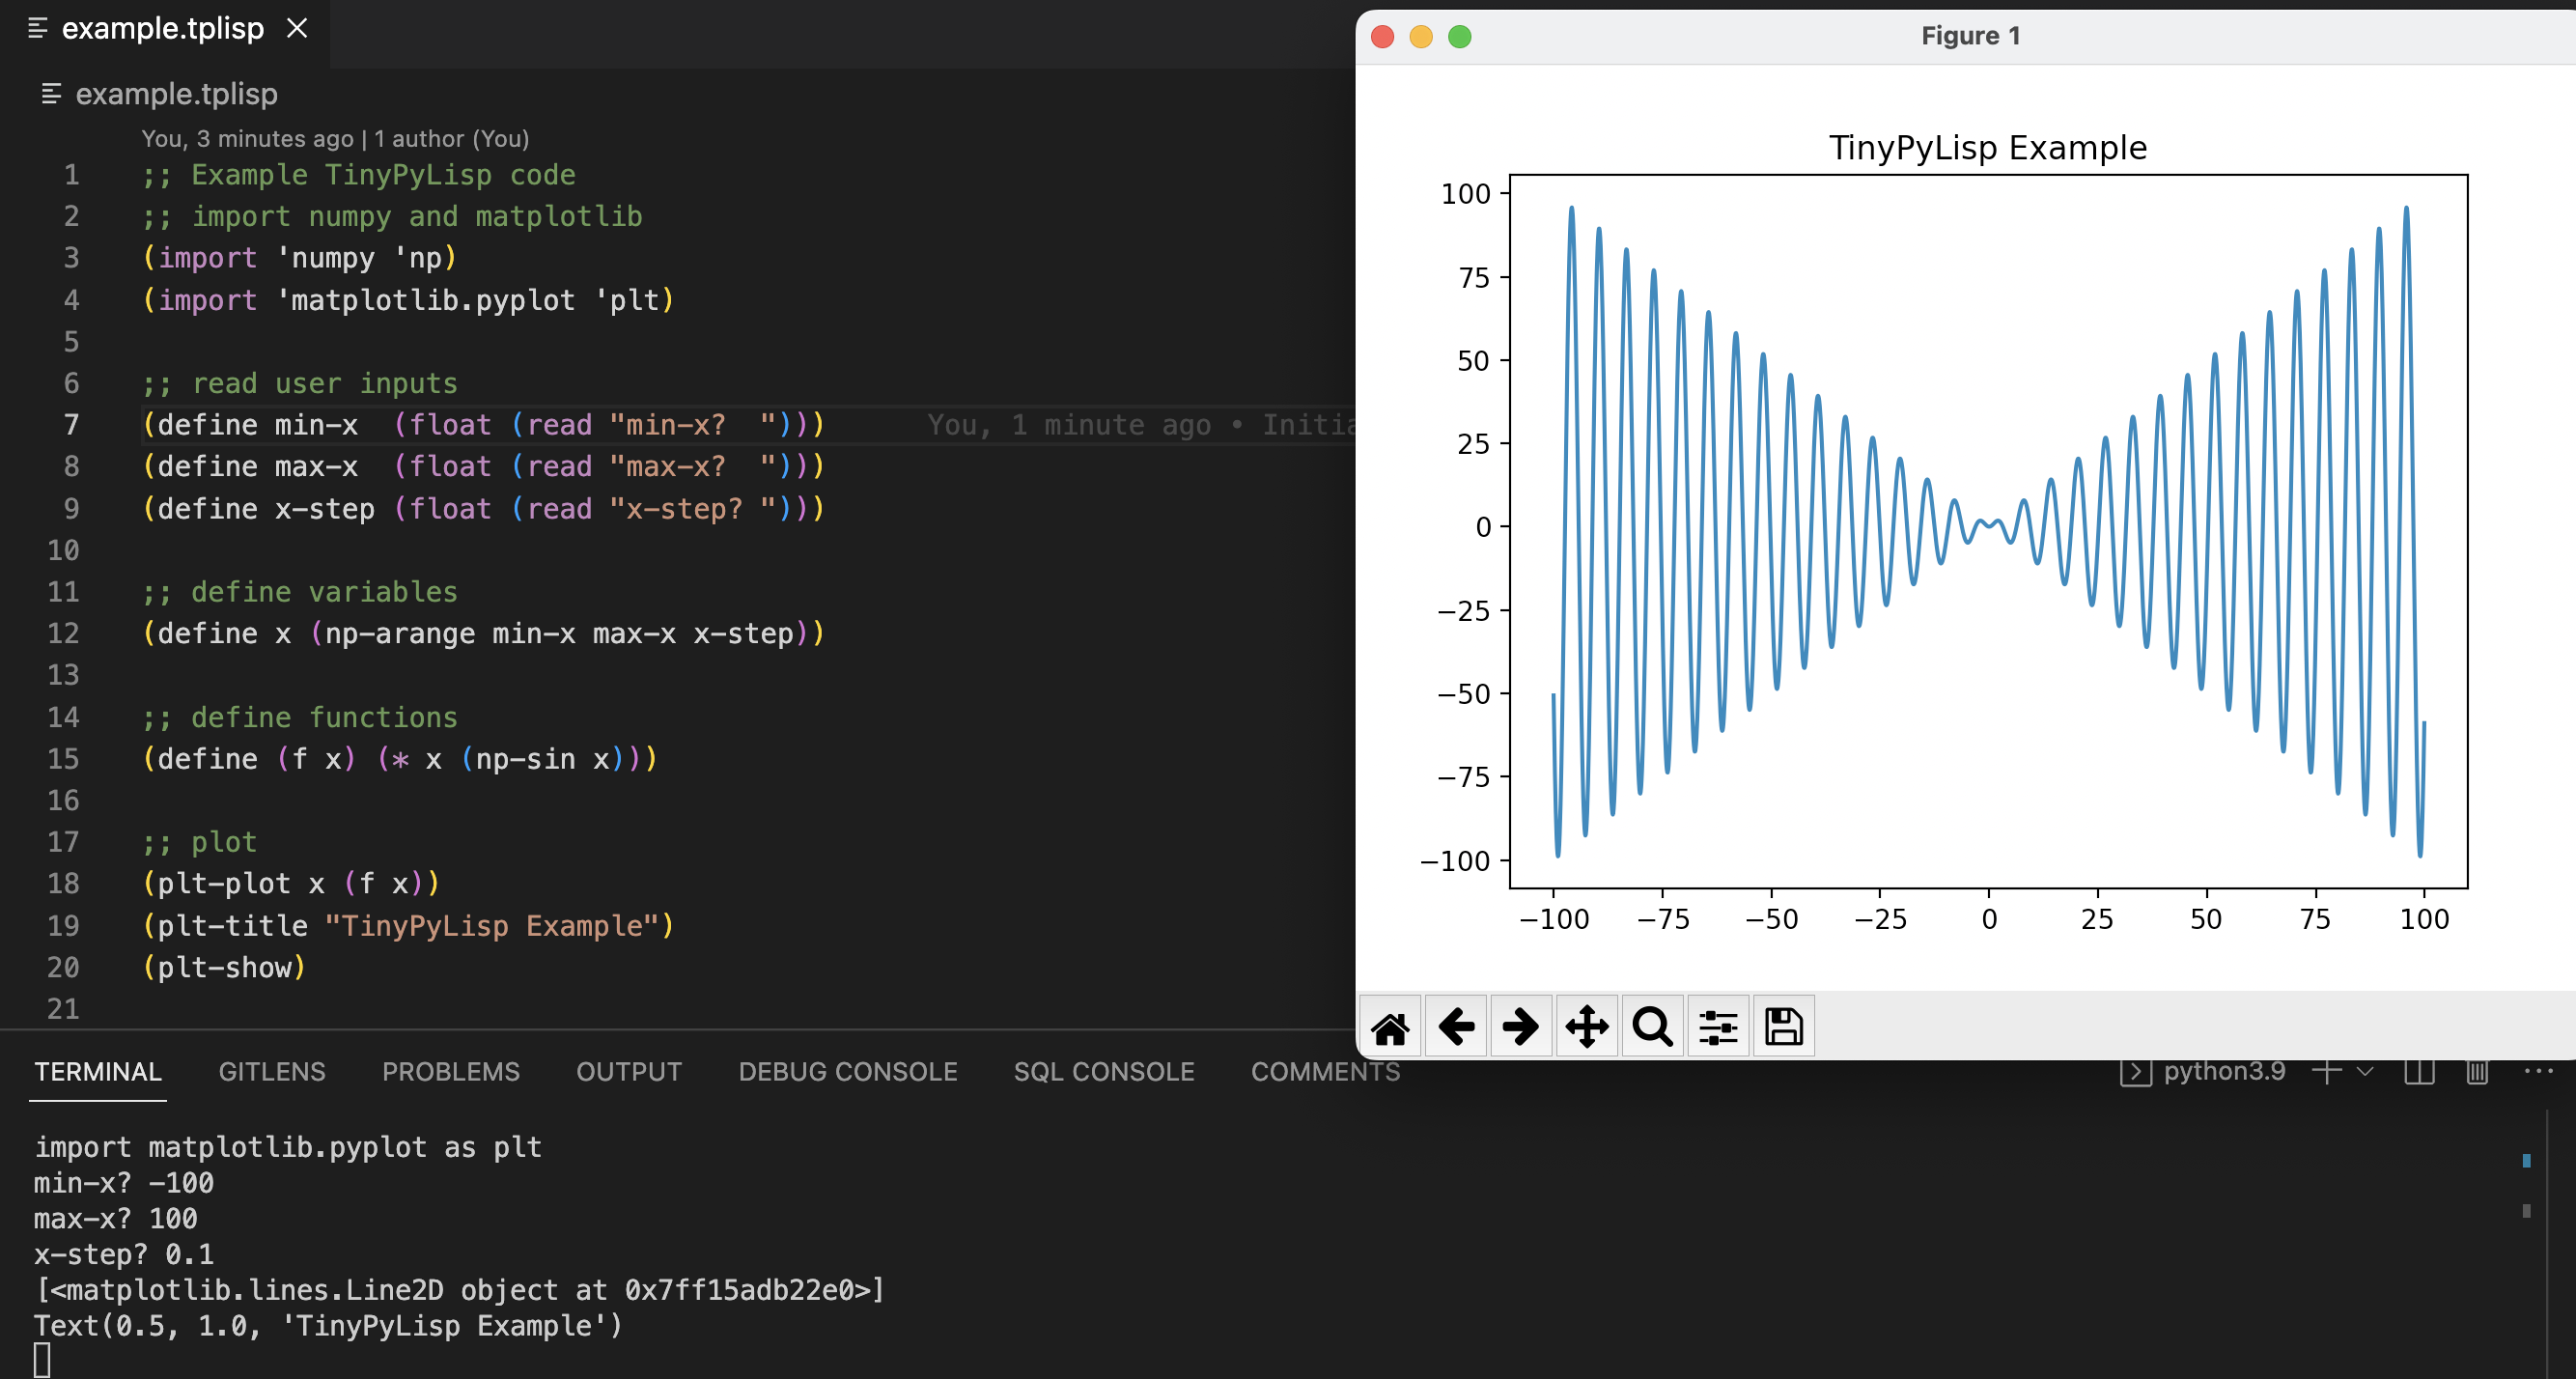 example.tplisp
example.tplisp
You, 3 minutes ago | 1 author (You)
1 ;; Example TinyPyLisp code
2 ;; import numpy and matplotlib
3 (import 'numpy 'np)
4 (import 'matplotlib.pyplot 'plt)
5
6 ;; read user inputs
7 (define min-x  (float (read "min-x?  "))) You, 1 minute ago • Initia
8 (define max-x  (float (read "max-x?  ")))
9 (define x-step (float (read "x-step? ")))
10
11 ;; define variables
12 (define x (np-arange min-x max-x x-step))
13
14 ;; define functions
15 (define (f x) (* x (np-sin x)))
16
17 ;; plot
18 (plt-plot x (f x))
19 (plt-title "TinyPyLisp Example")
20 (plt-show)
21
Figure 1
TinyPyLisp Example
100
75
50
25
0
−25
−50
−75
−100
−100 −75 −50 −25 0 25 50 75 100
TERMINAL GITLENS PROBLEMS OUTPUT DEBUG CONSOLE SQL CONSOLE COMMENTS python3.9
import matplotlib.pyplot as plt
min-x? -100
max-x? 100
x-step? 0.1
[<matplotlib.lines.Line2D object at 0x7ff15adb22e0>]
Text(0.5, 1.0, 'TinyPyLisp Example')